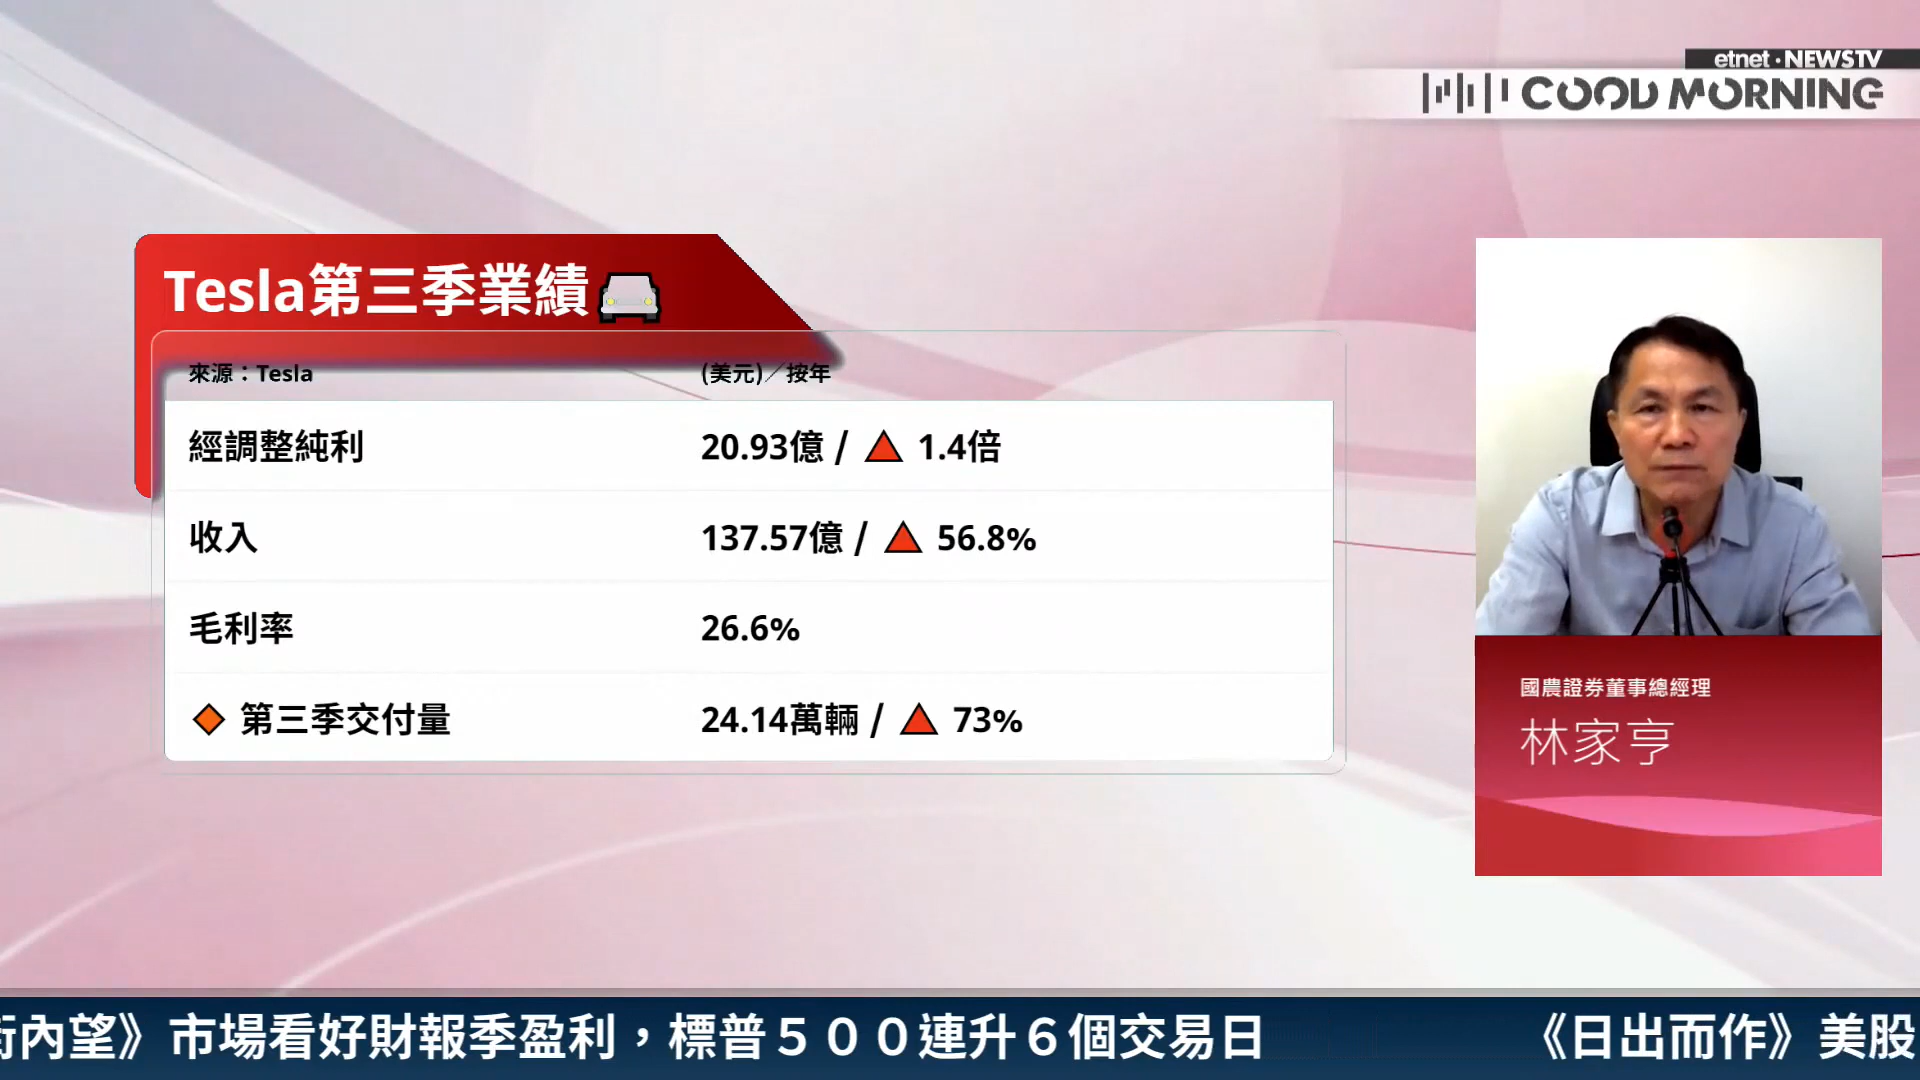 etnet · NEWSTV
GOOD MORNING
Tesla第三季業績
來源：Tesla
(美元)／按年
經調整純利
20.93億 / ▲ 1.4倍
收入
137.57億 / ▲ 56.8%
毛利率
26.6%
第三季交付量
24.14萬輛 / ▲ 73%
國農證券董事總經理
林家亨
街內望》市場看好財報季盈利，標普５００連升６個交易日
《日出而作》美股